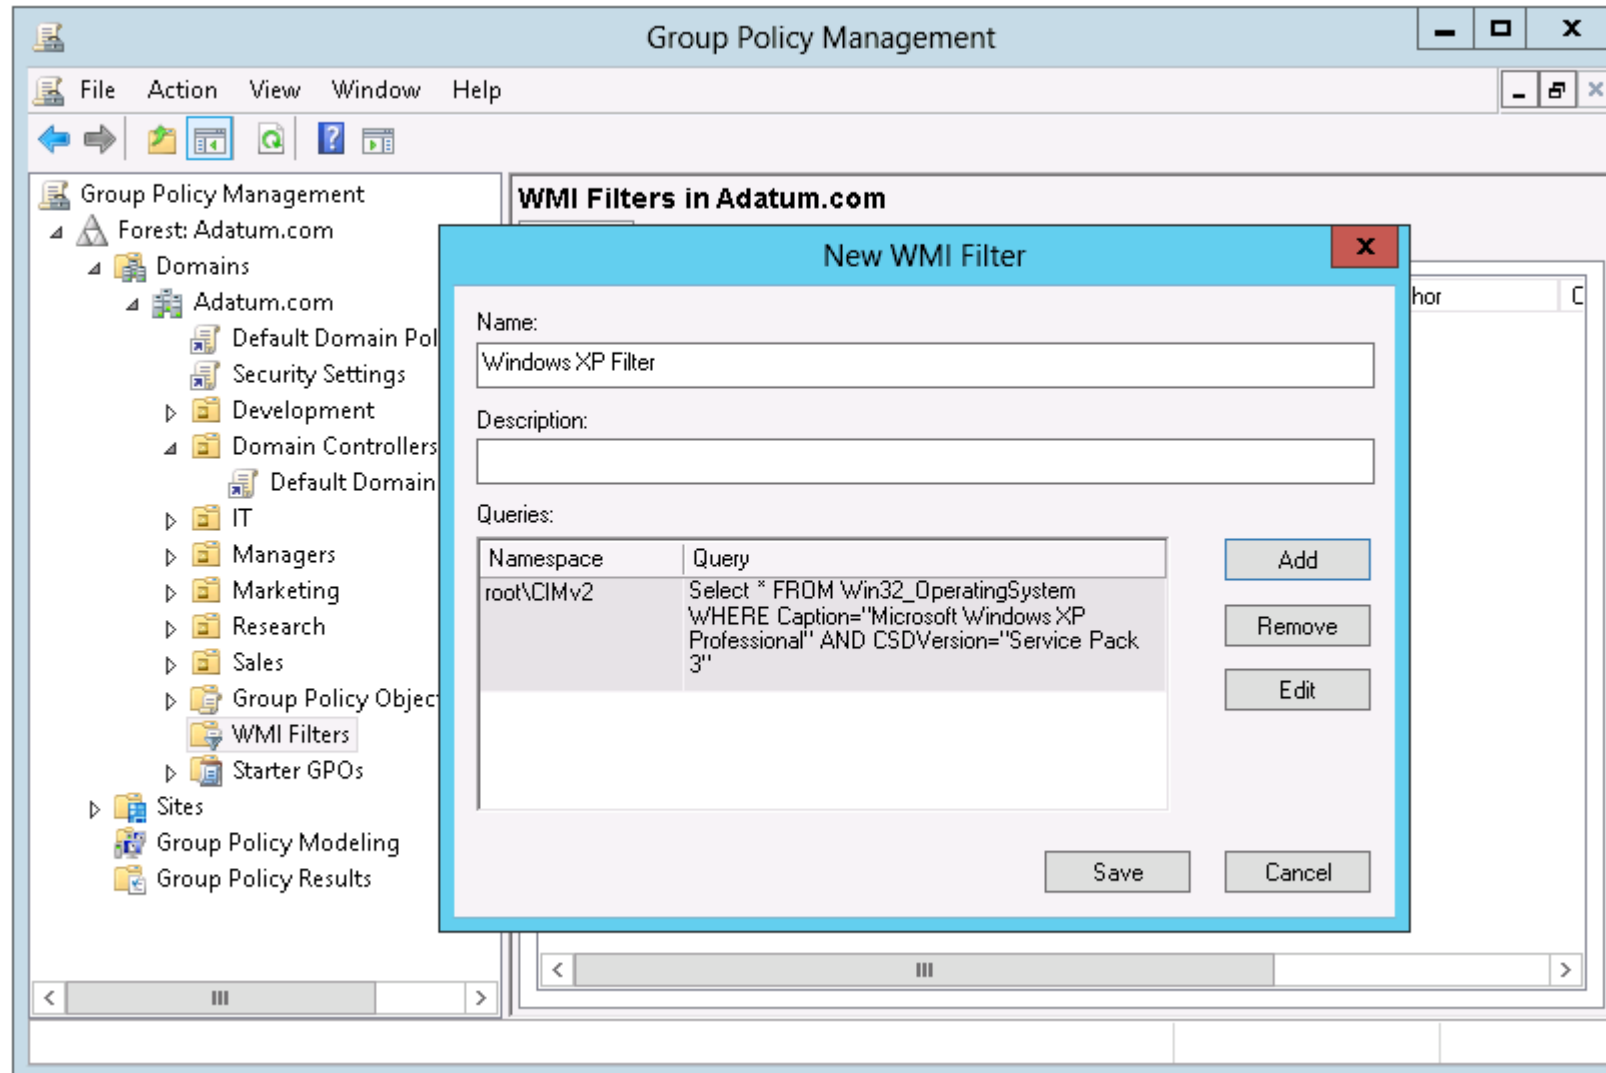 Group Policy Management
File Action View Window Help
Group Policy Management
Forest: Adatum.com
Domains
Adatum.com
Default Domain Pol
Security Settings
Development
Domain Controllers
Default Domain
IT
Managers
Marketing
Research
Sales
Group Policy Objec
WMI Filters
Starter GPOs
Sites
Group Policy Modeling
Group Policy Results
WMI Filters in Adatum.com
hor C
New WMI Filter
Name:
Windows XP Filter
Description:
Queries:
Namespace Query
root\CIMv2 Select * FROM Win32_OperatingSystem
WHERE Caption="Microsoft Windows XP
Professional" AND CSDVersion="Service Pack
3"
Add
Remove
Edit
Save Cancel